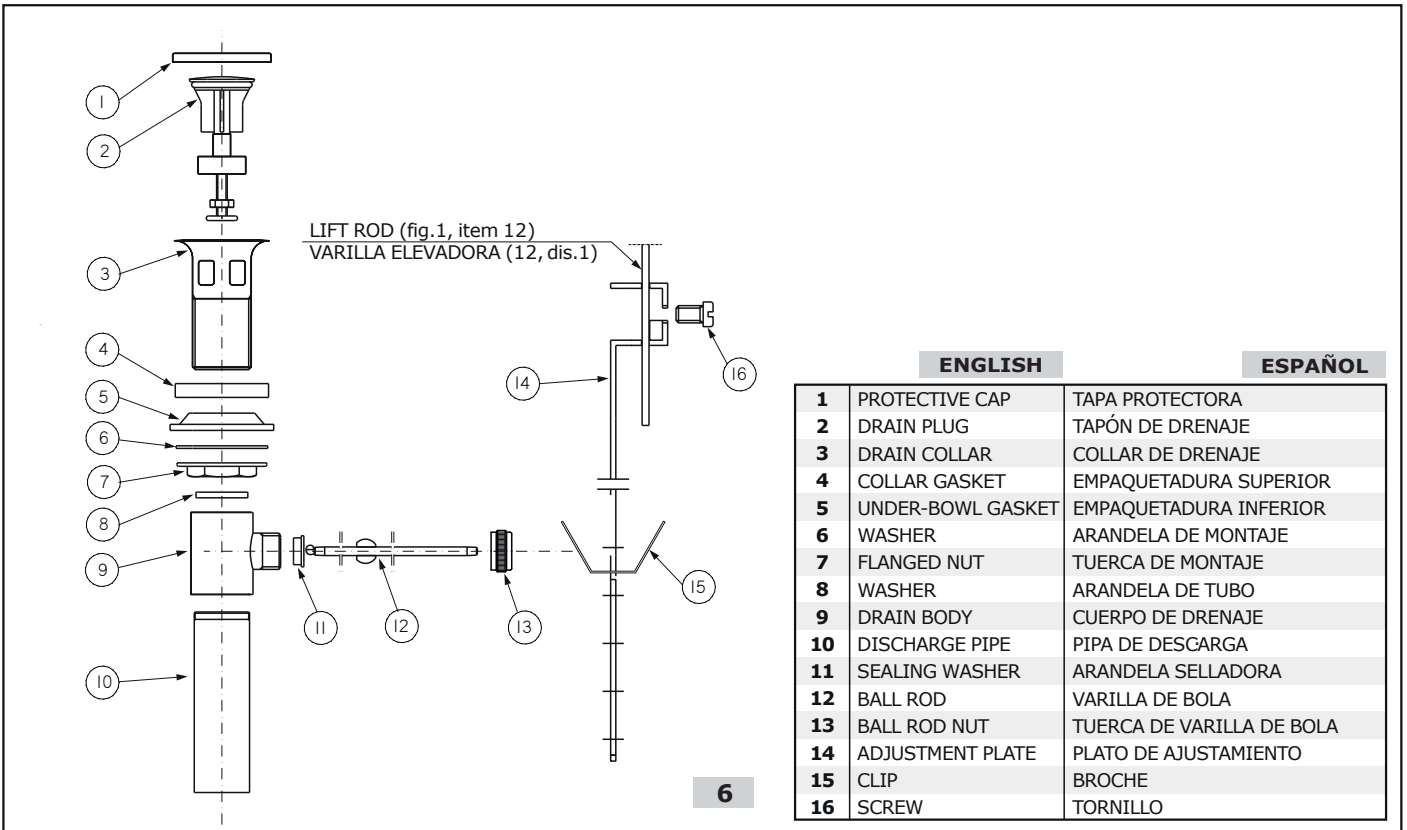 1
2
LIFT ROD (fig.1, item 12)
VARILLA ELEVADORA (12, dis.1)
3
4
5
6
7
8
9
10
11
12
13
14
15
16
6
ENGLISH ESPAÑOL
1 PROTECTIVE CAP TAPA PROTECTORA
2 DRAIN PLUG TAPÓN DE DRENAJE
3 DRAIN COLLAR COLLAR DE DRENAJE
4 COLLAR GASKET EMPAQUETADURA SUPERIOR
5 UNDER-BOWL GASKET EMPAQUETADURA INFERIOR
6 WASHER ARANDELA DE MONTAJE
7 FLANGED NUT TUERCA DE MONTAJE
8 WASHER ARANDELA DE TUBO
9 DRAIN BODY CUERPO DE DRENAJE
10 DISCHARGE PIPE PIPA DE DESCARGA
11 SEALING WASHER ARANDELA SELLADORA
12 BALL ROD VARILLA DE BOLA
13 BALL ROD NUT TUERCA DE VARILLA DE BOLA
14 ADJUSTMENT PLATE PLATO DE AJUSTAMIENTO
15 CLIP BROCHE
16 SCREW TORNILLO